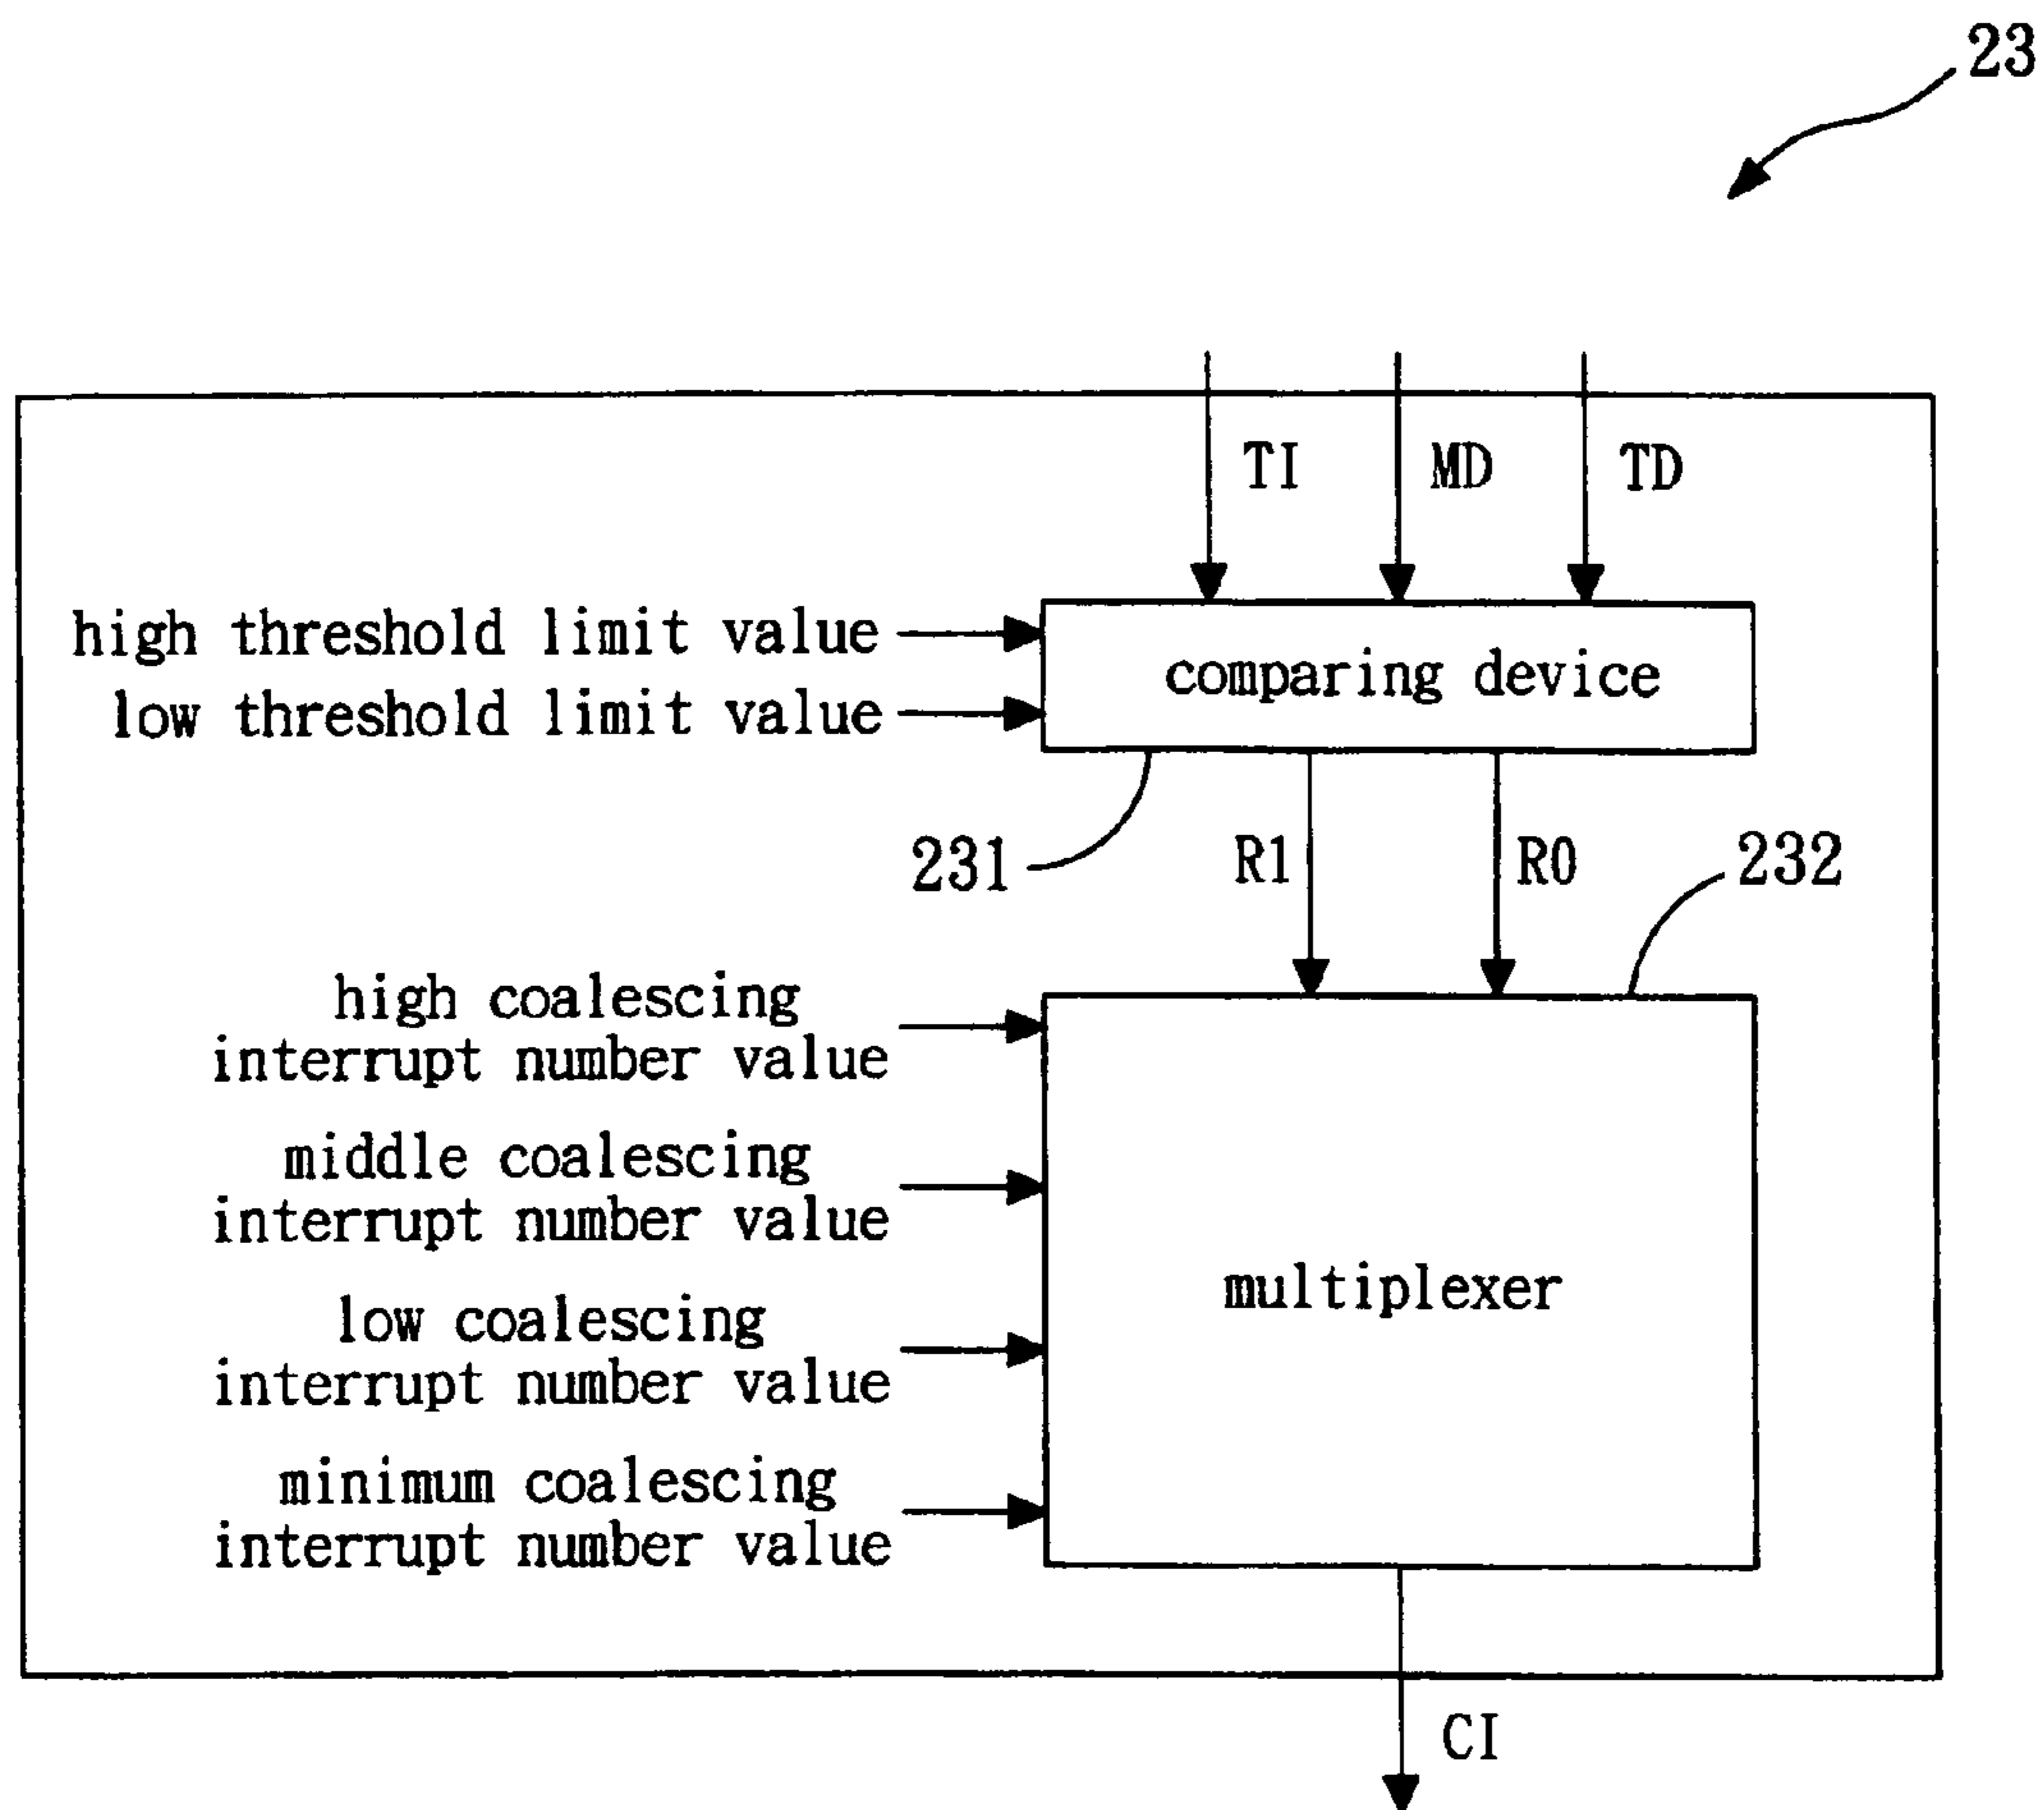 23
TI
MD
TD
high threshold limit value
low threshold limit value
comparing device
231
R1
R0
232
high coalescing
interrupt number value
middle coalescing
interrupt number value
low coalescing
interrupt number value
minimum coalescing
interrupt number value
multiplexer
CI